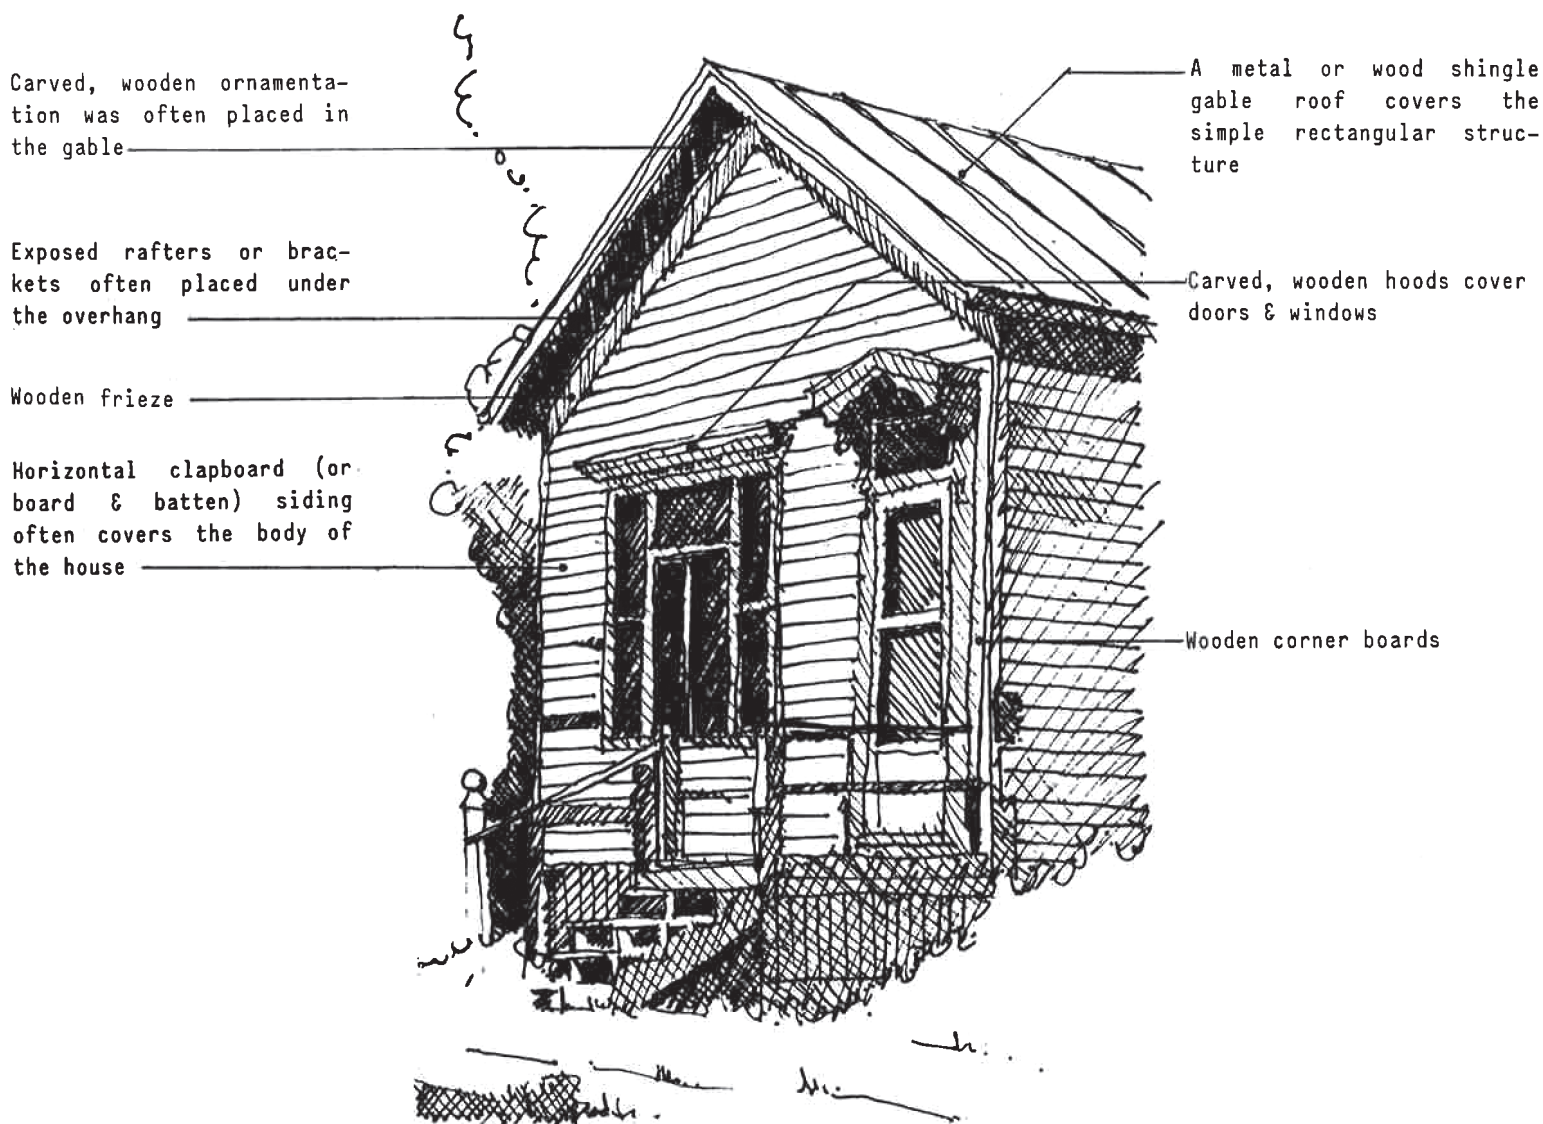 Carved, wooden ornamenta-
tion was often placed in
the gable
Exposed rafters or brac-
kets often placed under
the overhang
Wooden frieze
Horizontal clapboard (or
board & batten) siding
often covers the body of
the house
A metal or wood shingle
gable roof covers the
simple rectangular struc-
ture
Carved, wooden hoods cover
doors & windows
Wooden corner boards